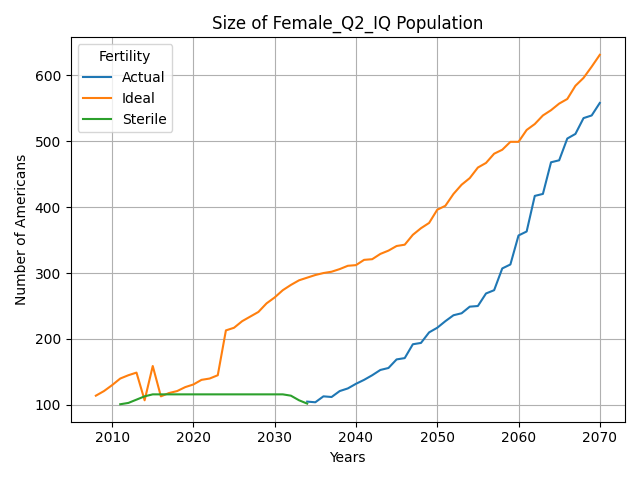 Size of Female_Q2_IQ Population
Fertility
Actual
Ideal
Sterile
Number of Americans
600
500
400
300
200
100
2010
2020
2030
2040
2050
2060
2070
Years